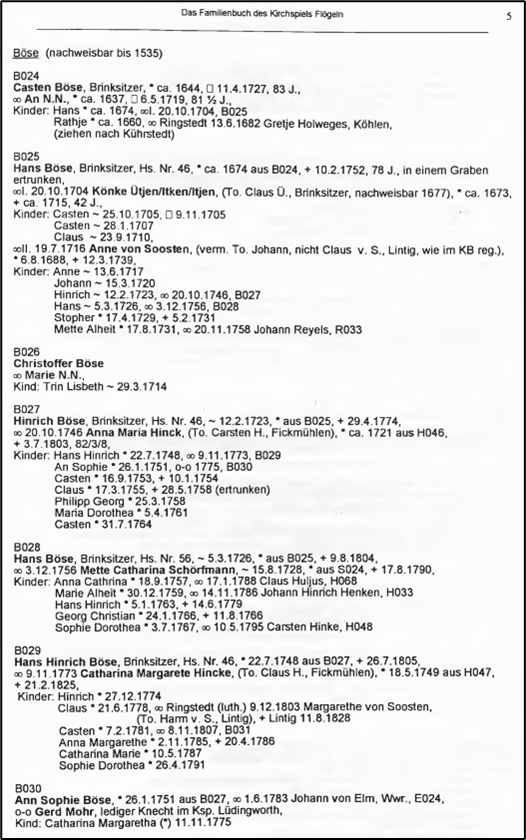 Das Familienbuch des Kirchspiels Flögeln
5
Böse (nachweisbar bis 1535)
B024
Casten Böse, Brinksitzer, * ca. 1644, □ 11.4.1727, 83 J.,
∞ An N.N., * ca. 1637, □ 6.5.1719, 81 ½ J.,
Kinder: Hans * ca. 1674, ∞I. 20.10.1704, B025
Rathje * ca. 1660, ∞ Ringstedt 13.6.1682 Gretje Holweges, Köhlen,
(ziehen nach Kührstedt)
B025
Hans Böse, Brinksitzer, Hs. Nr. 46, * ca. 1674 aus B024, + 10.2.1752, 78 J., in einem Graben
ertrunken,
∞I. 20.10.1704 Könke Ütjen/Itken/Itjen, (To. Claus Ü., Brinksitzer, nachweisbar 1677), * ca. 1673,
+ ca. 1715, 42 J.,
Kinder: Casten ~ 25.10.1705, □ 9.11.1705
Casten ~ 28.1.1707
Claus ~ 23.9.1710,
∞II. 19.7.1716 Anne von Soosten, (verm. To. Johann, nicht Claus v. S., Lintig, wie im KB reg.),
* 6.8.1688, + 12.3.1739,
Kinder: Anne ~ 13.6.1717
Johann ~ 15.3.1720
Hinrich ~ 12.2.1723, ∞ 20.10.1746, B027
Hans ~ 5.3.1726, ∞ 3.12.1756, B028
Stopher * 17.4.1729, + 5.2.1731
Mette Alheit * 17.8.1731, ∞ 20.11.1758 Johann Reyels, R033
B026
Christoffer Böse
∞ Marie N.N.,
Kind: Trin Lisbeth ~ 29.3.1714
B027
Hinrich Böse, Brinksitzer, Hs. Nr. 46, ~ 12.2.1723, * aus B025, + 29.4.1774,
∞ 20.10.1746 Anna Maria Hinck, (To. Carsten H., Fickmühlen), * ca. 1721 aus H046,
+ 3.7.1803, 82/3/8,
Kinder: Hans Hinrich * 22.7.1748, ∞ 9.11.1773, B029
An Sophie * 26.1.1751, o-o 1775, B030
Casten * 16.9.1753, + 10.1.1754
Claus * 17.3.1755, + 28.5.1758 (ertrunken)
Philipp Georg * 25.3.1758
Maria Dorothea * 5.4.1761
Casten * 31.7.1764
B028
Hans Böse, Brinksitzer, Hs. Nr. 56, ~ 5.3.1726, * aus B025, + 9.8.1804,
∞ 3.12.1756 Mette Catharina Schörfmann, ~ 15.8.1728, * aus S024, + 17.8.1790,
Kinder: Anna Cathrina * 18.9.1757, ∞ 17.1.1788 Claus Huljus, H068
Marie Alheit * 30.12.1759, ∞ 14.11.1786 Johann Hinrich Henken, H033
Hans Hinrich * 5.1.1763, + 14.6.1779
Georg Christian * 24.1.1766, + 11.8.1766
Sophie Dorothea * 3.7.1767, ∞ 10.5.1795 Carsten Hinke, H048
B029
Hans Hinrich Böse, Brinksitzer, Hs. Nr. 46, * 22.7.1748 aus B027, + 26.7.1805,
∞ 9.11.1773 Catharina Margarete Hincke, (To. Claus H., Fickmühlen), * 18.5.1749 aus H047,
+ 21.2.1825,
Kinder: Hinrich * 27.12.1774
Claus * 21.6.1778, ∞ Ringstedt (luth.) 9.12.1803 Margarethe von Soosten,
(To. Harm v. S., Lintig), + Lintig 11.8.1828
Casten * 7.2.1781, ∞ 8.11.1807, B031
Anna Margarethe * 2.11.1785, + 20.4.1786
Catharina Marie * 10.5.1787
Sophie Dorothea * 26.4.1791
B030
Ann Sophie Böse, * 26.1.1751 aus B027, ∞ 1.6.1783 Johann von Elm, Wwr., E024,
o-o Gerd Mohr, lediger Knecht im Ksp. Lüdingworth,
Kind: Catharina Margaretha (*) 11.11.1775